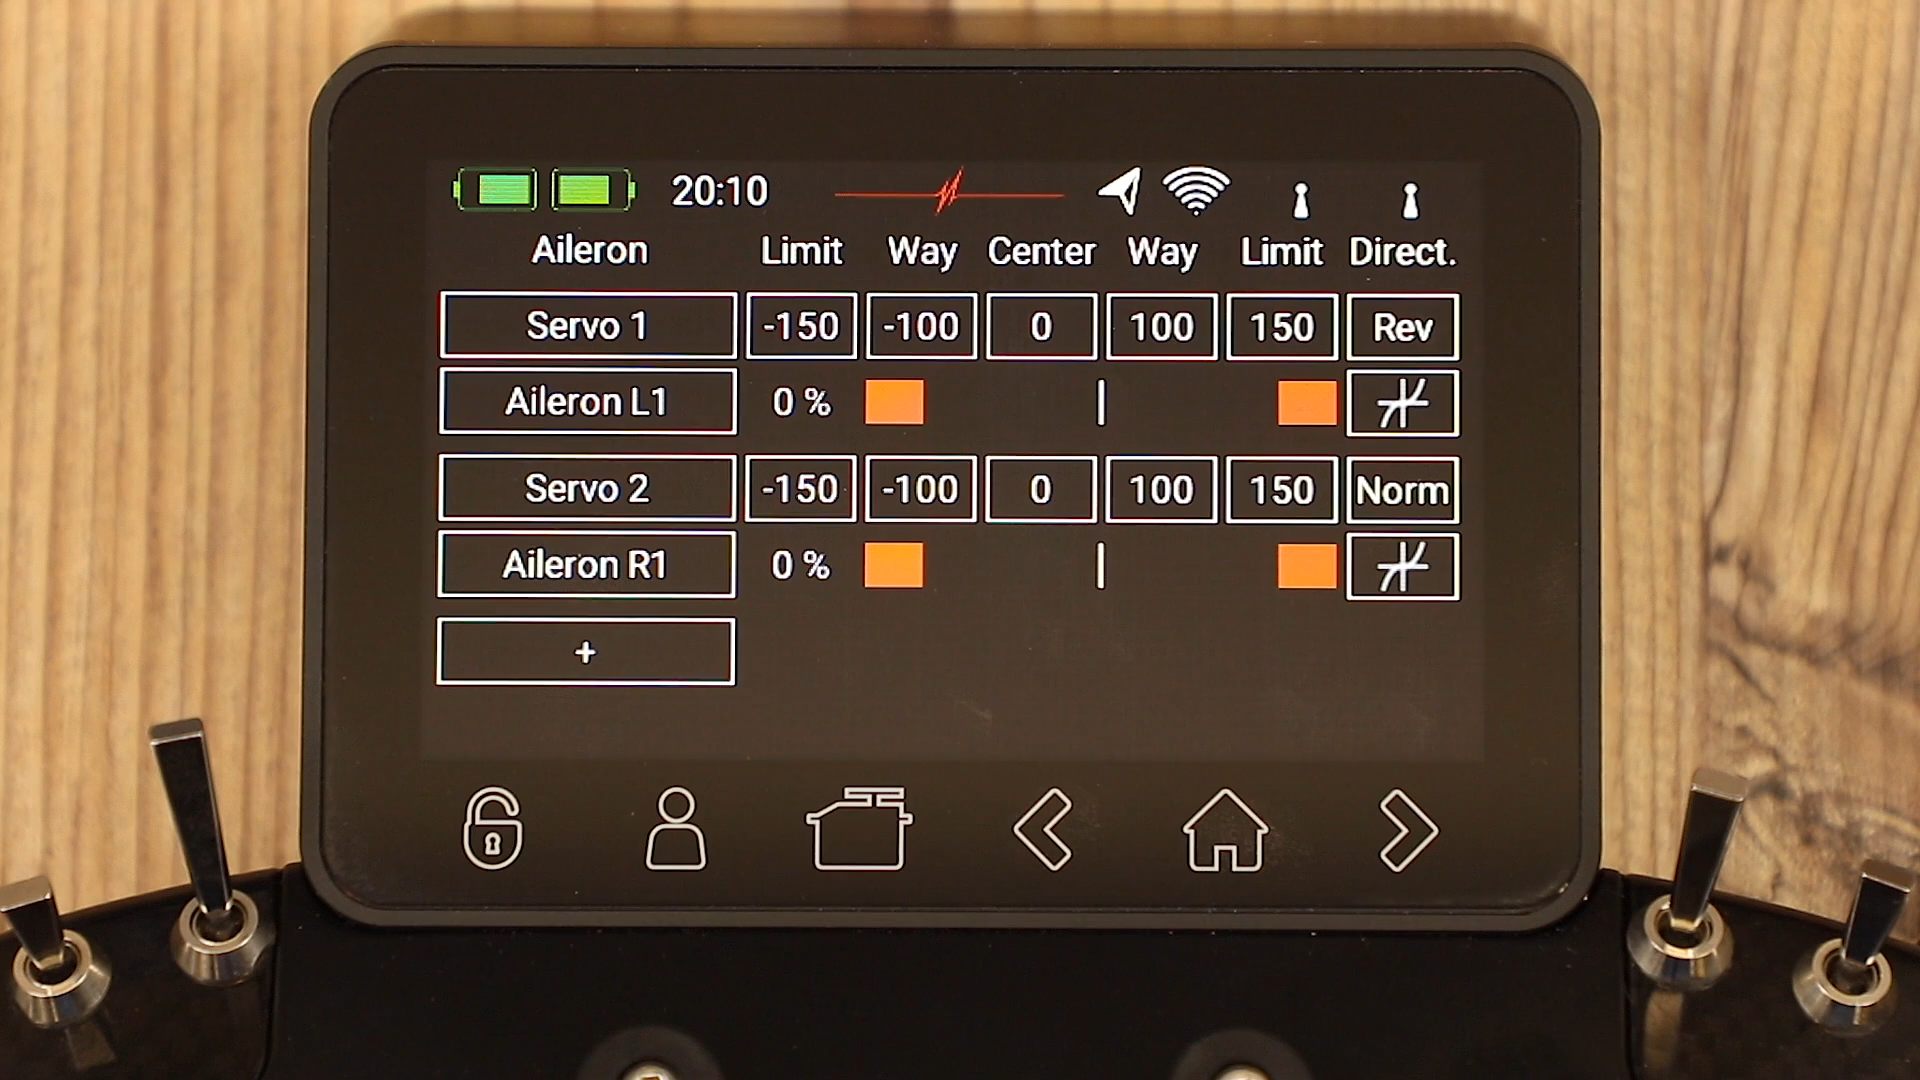 20:10
Aileron Limit Way Center Way Limit Direct.
Servo 1 -150 -100 0 100 150 Rev
Aileron L1 0 %
Servo 2 -150 -100 0 100 150 Norm
Aileron R1 0 %
+